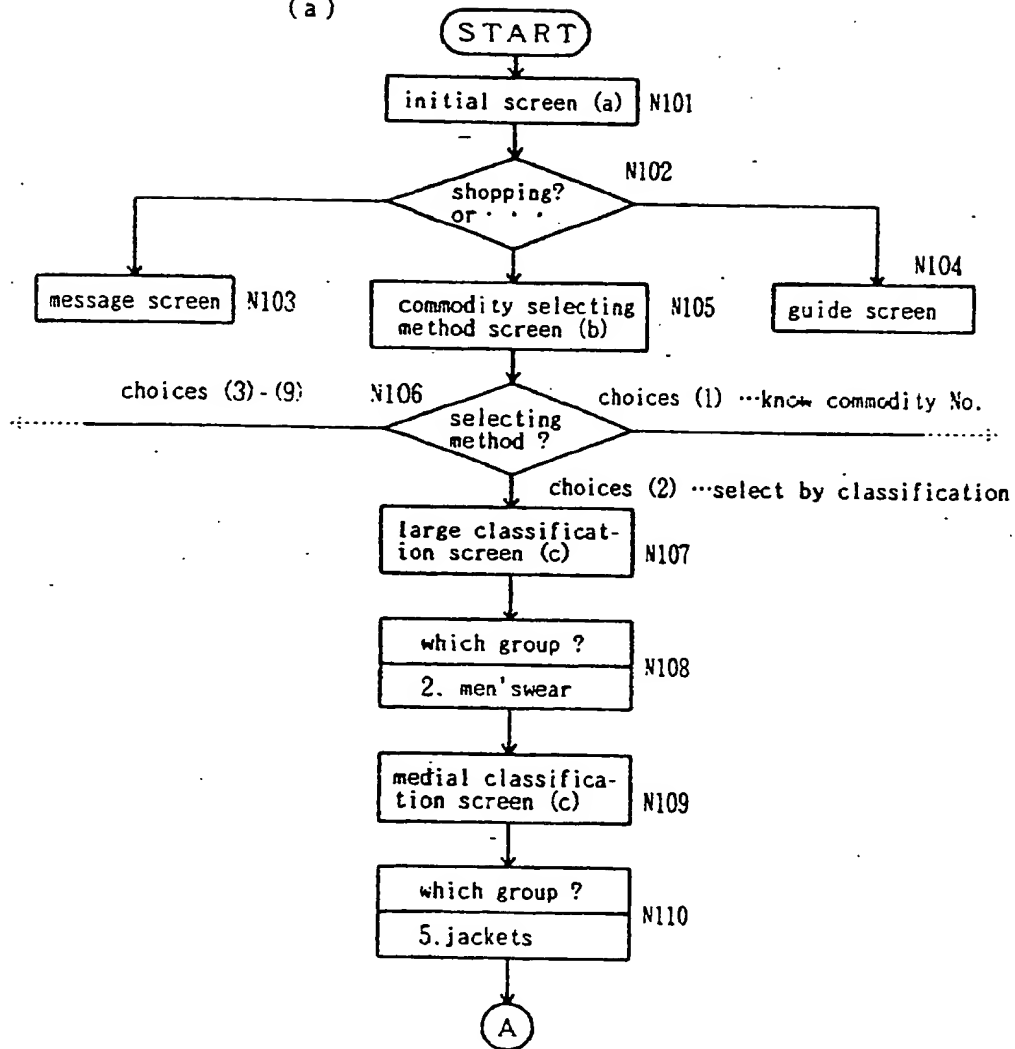 (a)
START
initial screen (a) N101
N102
shopping?
or · · ·
N104
message screen N103
commodity selecting
method screen (b)
N105
guide screen
choices (3)-(9)
N106
choices (1) ···know commodity No.
selecting
method ?
choices (2) ···select by classification
large classificat-
ion screen (c)
N107
which group ?
N108
2. men'swear
medial classifica-
tion screen (c)
N109
which group ?
N110
5.jackets
A